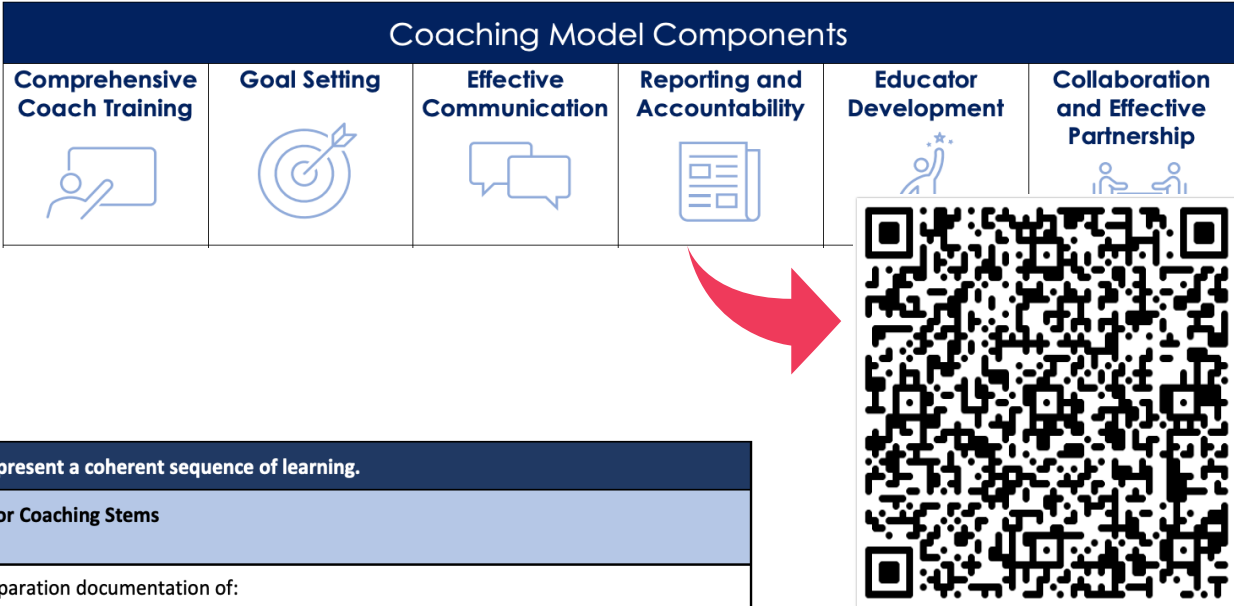 Coaching Model Components
Comprehensive
Coach Training
Goal Setting
Effective
Communication
Reporting and
Accountability
Educator
Development
Collaboration
and Effective
Partnership
present a coherent sequence of learning.
or Coaching Stems
paration documentation of: